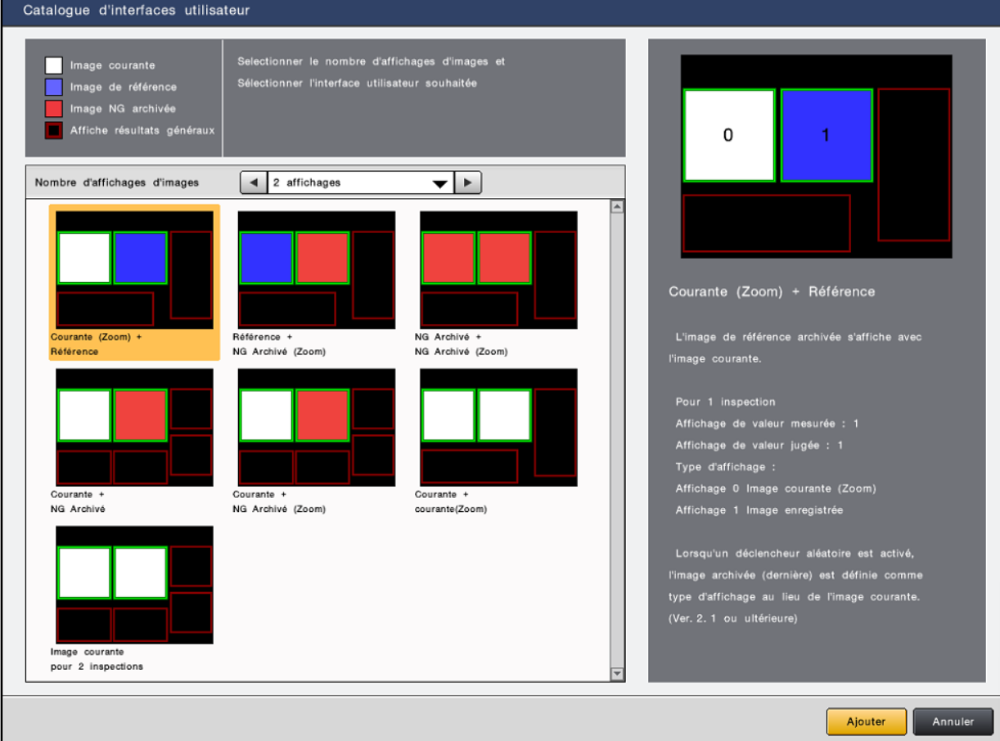 Catalogue d'interfaces utilisateur
Image courante
Image de référence
Image NG archivée
Affiche résultats généraux
Selectionner le nombre d'affichages d'images et
Sélectionner l'interface utilisateur souhaitée
Nombre d'affichages d'images
2 affichages
Courante (Zoom) +
Référence
Référence +
NG Archivé (Zoom)
NG Archivé +
NG Archivé (Zoom)
Courante +
NG Archivé
Courante +
NG Archivé (Zoom)
Courante +
courante(Zoom)
Image courante
pour 2 inspections
0 1
Courante (Zoom) + Référence
L'image de référence archivée s'affiche avec
l'image courante.
Pour 1 inspection
Affichage de valeur mesurée : 1
Affichage de valeur jugée : 1
Type d'affichage :
Affichage 0 Image courante (Zoom)
Affichage 1 Image enregistrée
Lorsqu'un déclencheur aléatoire est activé,
l'image archivée (dernière) est définie comme
type d'affichage au lieu de l'image courante.
(Ver. 2. 1 ou ultérieure)
Ajouter
Annuler